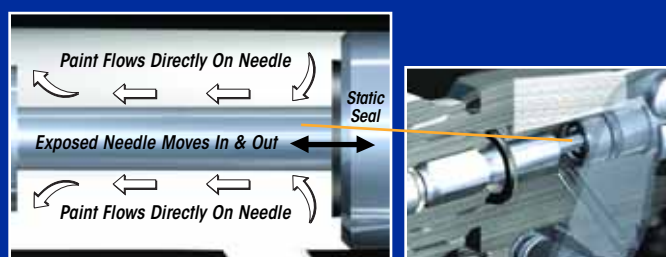 Paint Flows Directly On Needle
Static
Seal
Exposed Needle Moves In & Out
Paint Flows Directly On Needle